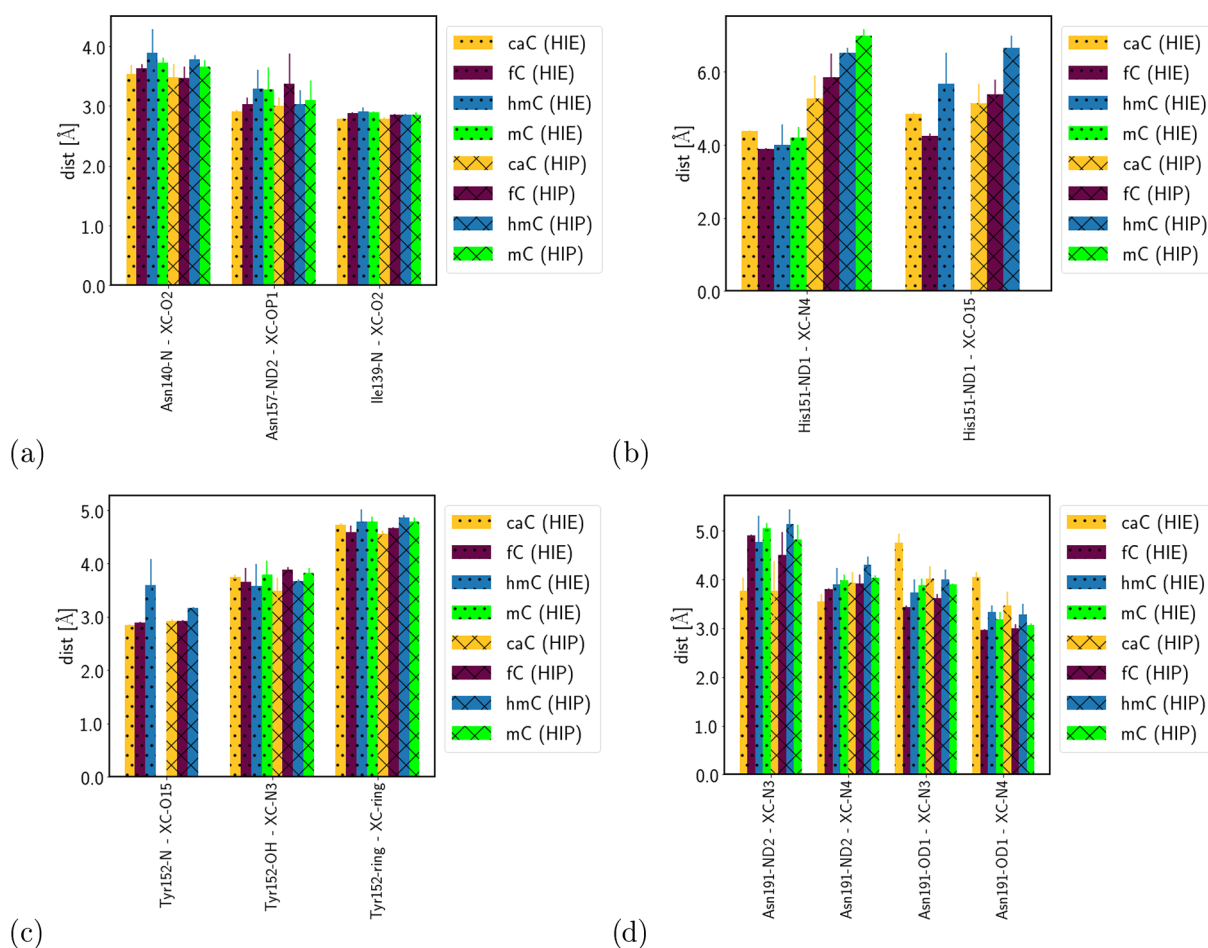 4.0
3.0
2.0
1.0
0.0
dist [Å]
Asn140-N - XC-O2
Asn157-ND2 - XC-OP1
Ile139-N - XC-O2
caC (HIE)
fC (HIE)
hmC (HIE)
mC (HIE)
caC (HIP)
fC (HIP)
hmC (HIP)
mC (HIP)
(a)
6.0
4.0
2.0
0.0
dist [Å]
His151-ND1 - XC-N4
His151-ND1 - XC-O15
caC (HIE)
fC (HIE)
hmC (HIE)
mC (HIE)
caC (HIP)
fC (HIP)
hmC (HIP)
mC (HIP)
(b)
5.0
4.0
3.0
2.0
1.0
0.0
dist [Å]
Tyr152-N - XC-O15
Tyr152-OH - XC-N3
Tyr152-ring - XC-ring
caC (HIE)
fC (HIE)
hmC (HIE)
mC (HIE)
caC (HIP)
fC (HIP)
hmC (HIP)
mC (HIP)
(c)
5.0
4.0
3.0
2.0
1.0
0.0
dist [Å]
Asn191-ND2 - XC-N3
Asn191-ND2 - XC-N4
Asn191-OD1 - XC-N3
Asn191-OD1 - XC-N4
caC (HIE)
fC (HIE)
hmC (HIE)
mC (HIE)
caC (HIP)
fC (HIP)
hmC (HIP)
mC (HIP)
(d)